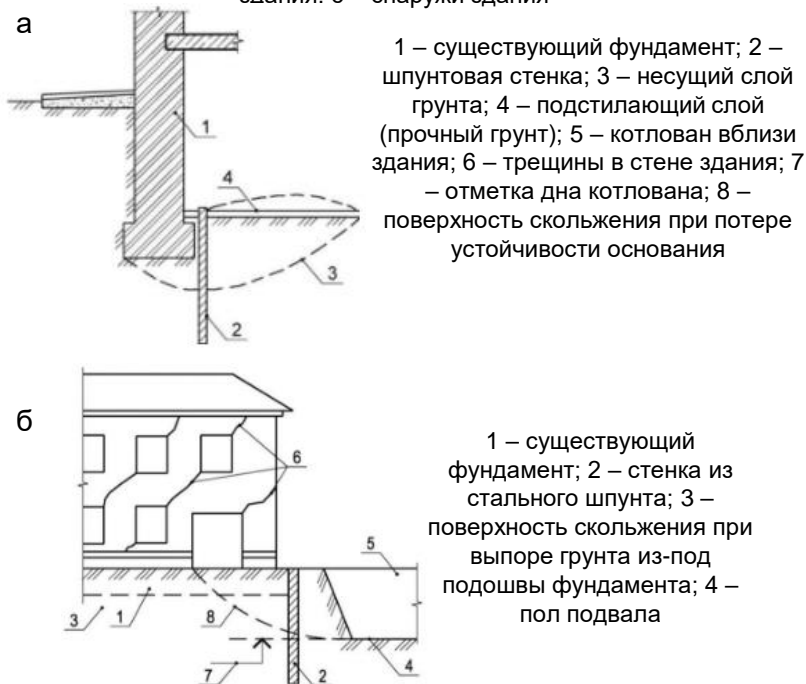 здания: б – снаружи здания
а
1 – существующий фундамент; 2 –
шпунтовая стенка; 3 – несущий слой
грунта; 4 – подстилающий слой
(прочный грунт); 5 – котлован вблизи
здания; 6 – трещины в стене здания; 7
– отметка дна котлована; 8 –
поверхность скольжения при потере
устойчивости основания
1
4
3
2
б
1 – существующий
фундамент; 2 – стенка из
стального шпунта; 3 –
поверхность скольжения при
выпоре грунта из-под
подошвы фундамента; 4 –
пол подвала
6
5
3
1
8
7
2
4